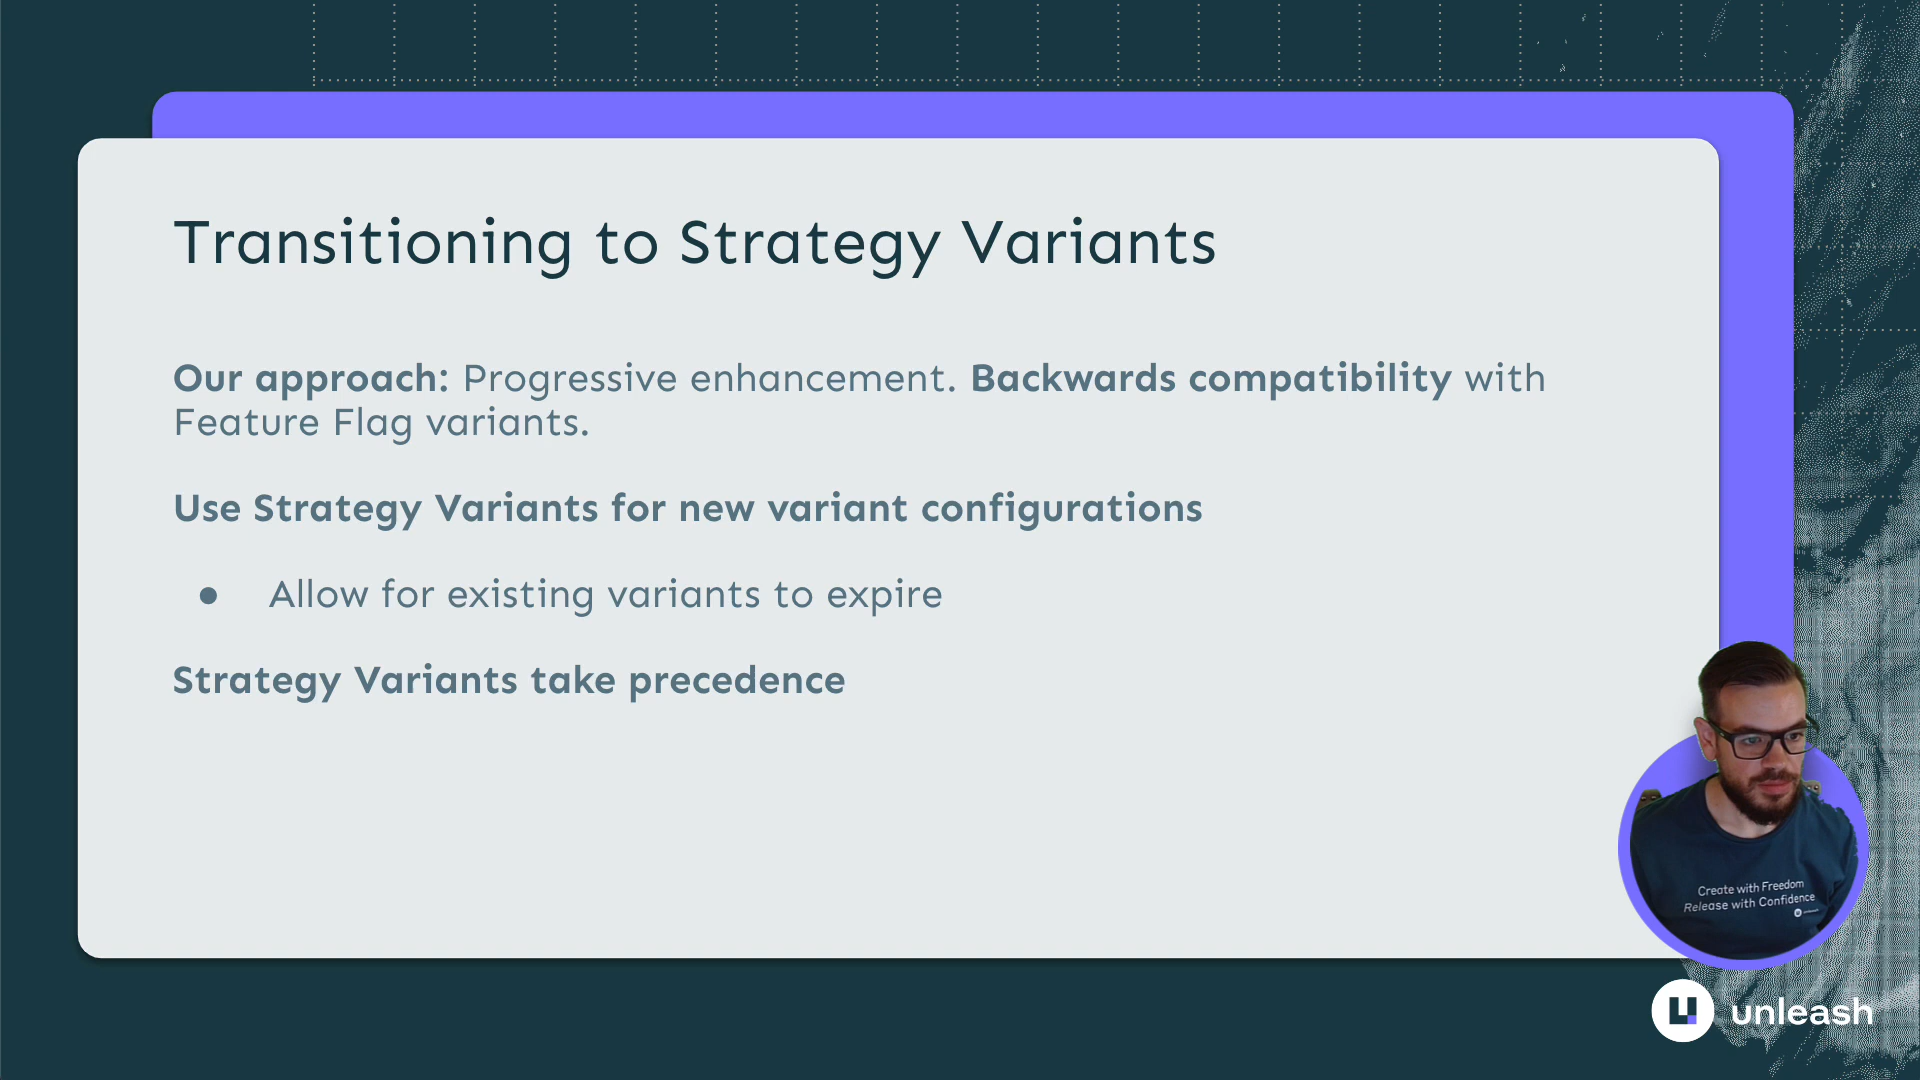 Transitioning to Strategy Variants
Our approach: Progressive enhancement. Backwards compatibility with
Feature Flag variants.
Use Strategy Variants for new variant configurations
● Allow for existing variants to expire
Strategy Variants take precedence
Create with Freedom
Release with Confidence
unleash
unleash